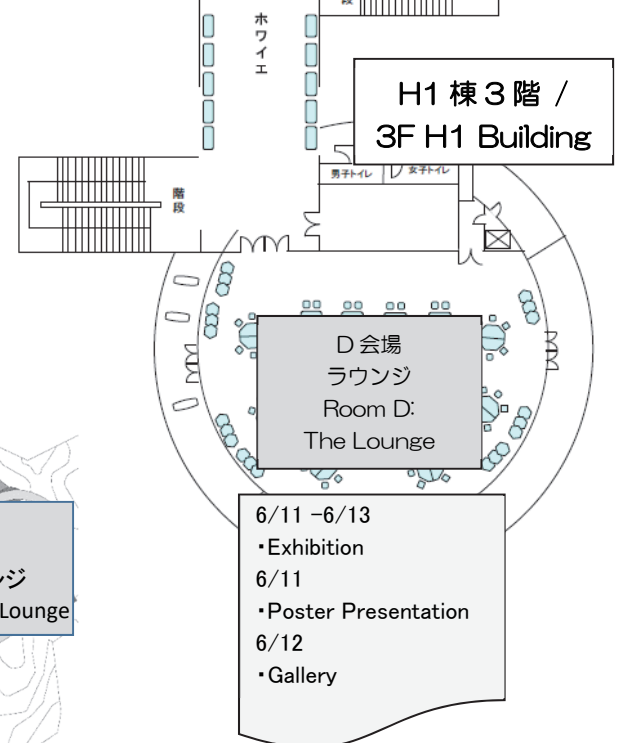 段
ホワイエ
H1 棟 3 階 /
3F H1 Building
男子トイレ
女子トイレ
階段
D 会場
ラウンジ
Room D:
The Lounge
ンジ
Lounge
6/11 -6/13
・Exhibition
6/11
・Poster Presentation
6/12
・Gallery